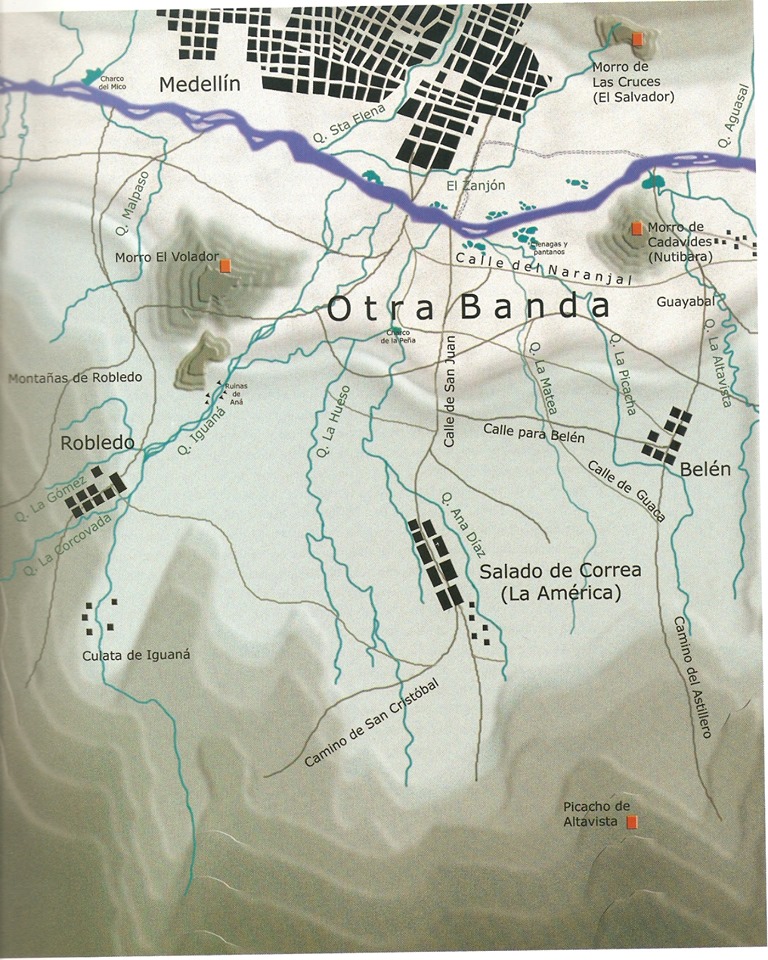 Charco
del Mico
Medellín
Morro de
Las Cruces
(El Salvador)
Q. Aguasal
Q. Sta Elena
Q. Malpaso
El Zanjón
Morro El Volador
Cienagas y
pantanos
Morro de
Cadavides
(Nutibara)
Calle del Naranjal
Otra Banda
Guayabal
Charco
de la Peña
Q. La Altavista
Montañas de Robledo
Ruinas
de
Aná
Q. Iguaná
Q. La Hueso
Calle de San Juan
Q. La Matea
Q. La Picacha
Robledo
Calle para Belén
Belén
Calle de Guaca
Q. La Gómez
Q. La Corcovada
Q. Ana Díaz
Salado de Correa
(La América)
Culata de Iguaná
Camino de San Cristóbal
Camino del Astillero
Picacho de
Altavista